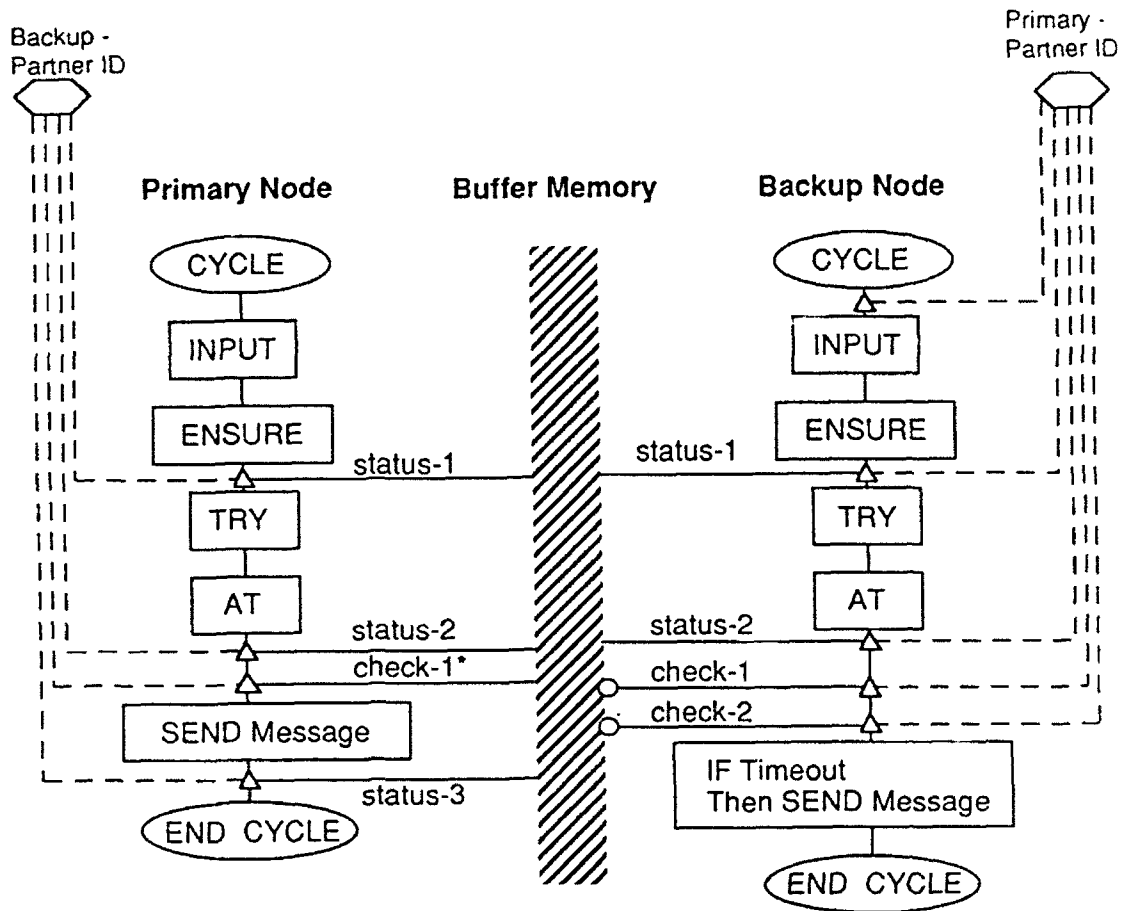 Backup -
Partner ID
Primary -
Partner ID
Primary Node
Buffer Memory
Backup Node
CYCLE
INPUT
ENSURE
status-1
TRY
AT
status-2
check-1*
SEND Message
status-3
END CYCLE
CYCLE
INPUT
ENSURE
status-1
TRY
AT
status-2
check-1
check-2
IF Timeout
Then SEND Message
END CYCLE